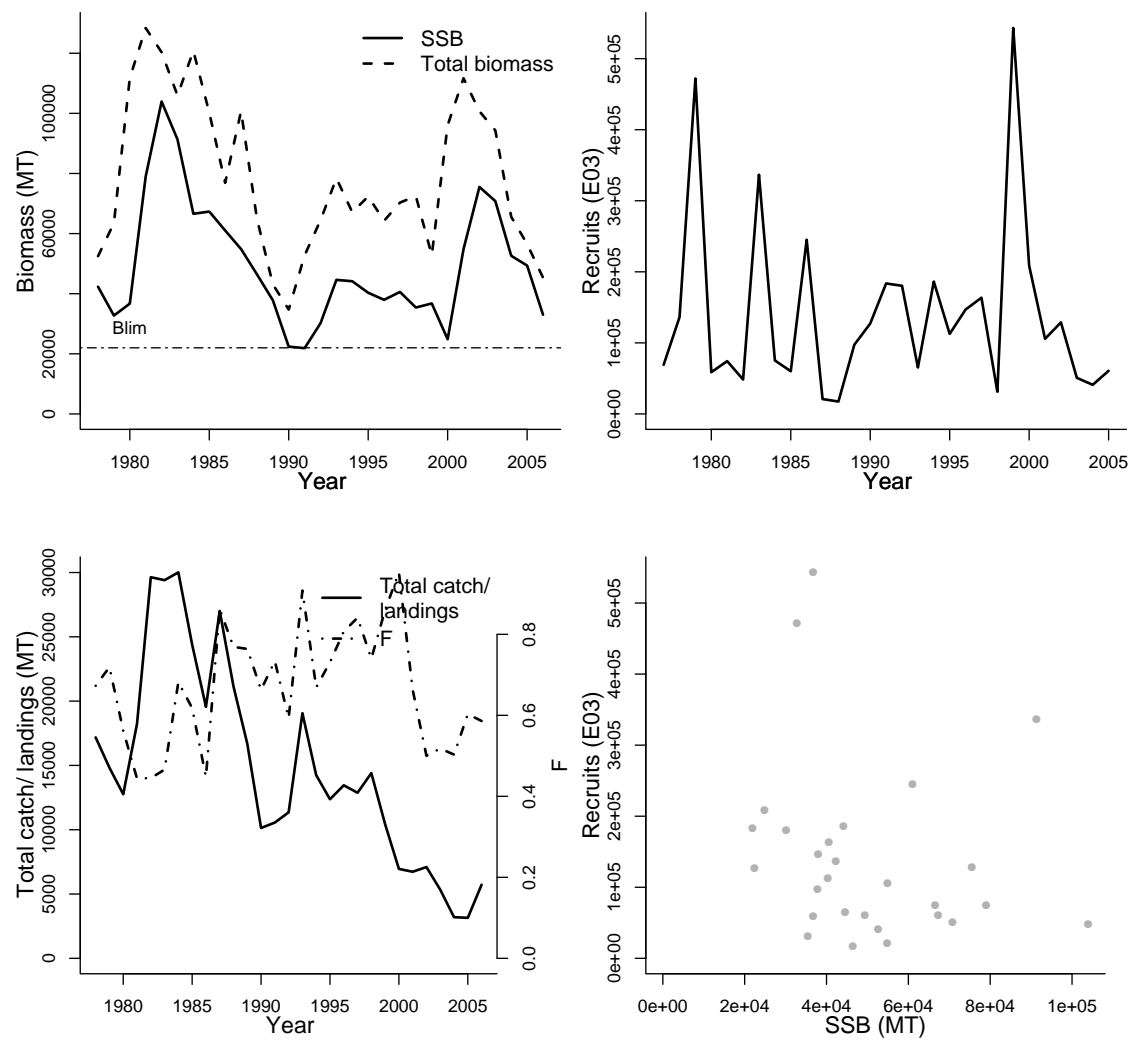 SSB
Total biomass
Biomass (MT)
0
20000
60000
100000
Blim
1980 1985 1990 1995 2000 2005
Year
Recruits (E03)
0e+00 1e+05 2e+05 3e+05 4e+05 5e+05
1980 1985 1990 1995 2000 2005
Year
Total catch/
landings
F
Total catch/ landings (MT)
0 5000 10000 15000 20000 25000 30000
F
0.0 0.2 0.4 0.6 0.8
1980 1985 1990 1995 2000 2005
Year
Recruits (E03)
0e+00 1e+05 2e+05 3e+05 4e+05 5e+05
0e+00 2e+04 4e+04 6e+04 8e+04 1e+05
SSB (MT)